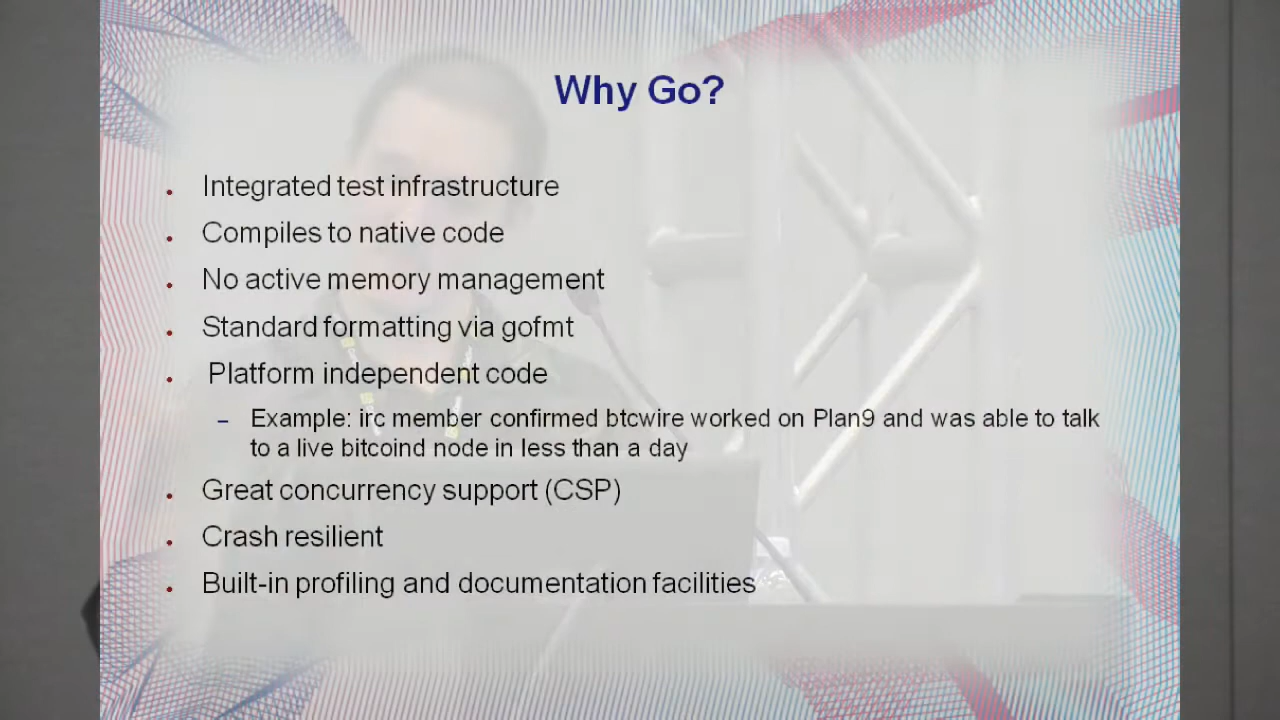 Why Go?
Integrated test infrastructure
Compiles to native code
No active memory management
Standard formatting via gofmt
Platform independent code
– Example: irc member confirmed btcwire worked on Plan9 and was able to talk
to a live bitcoind node in less than a day
Great concurrency support (CSP)
Crash resilient
Built-in profiling and documentation facilities